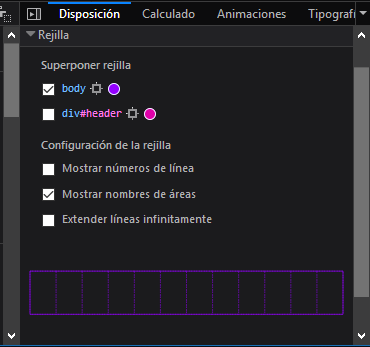 Disposición Calculado Animaciones Tipograf
Rejilla
Superponer rejilla
body
div#header
Configuración de la rejilla
Mostrar números de línea
Mostrar nombres de áreas
Extender líneas infinitamente